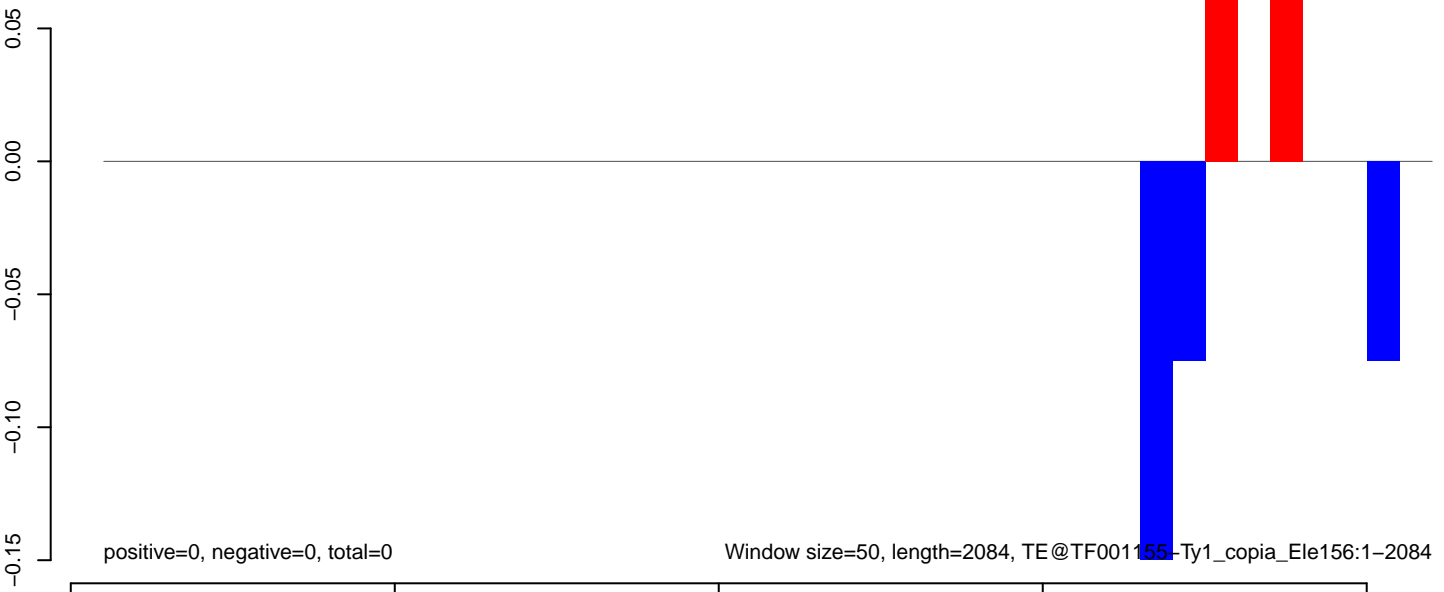 0.05
0.00
−0.05
−0.10
−0.15
positive=0, negative=0, total=0
Window size=50, length=2084, TE@TF001155−Ty1_copia_Ele156:1−2084